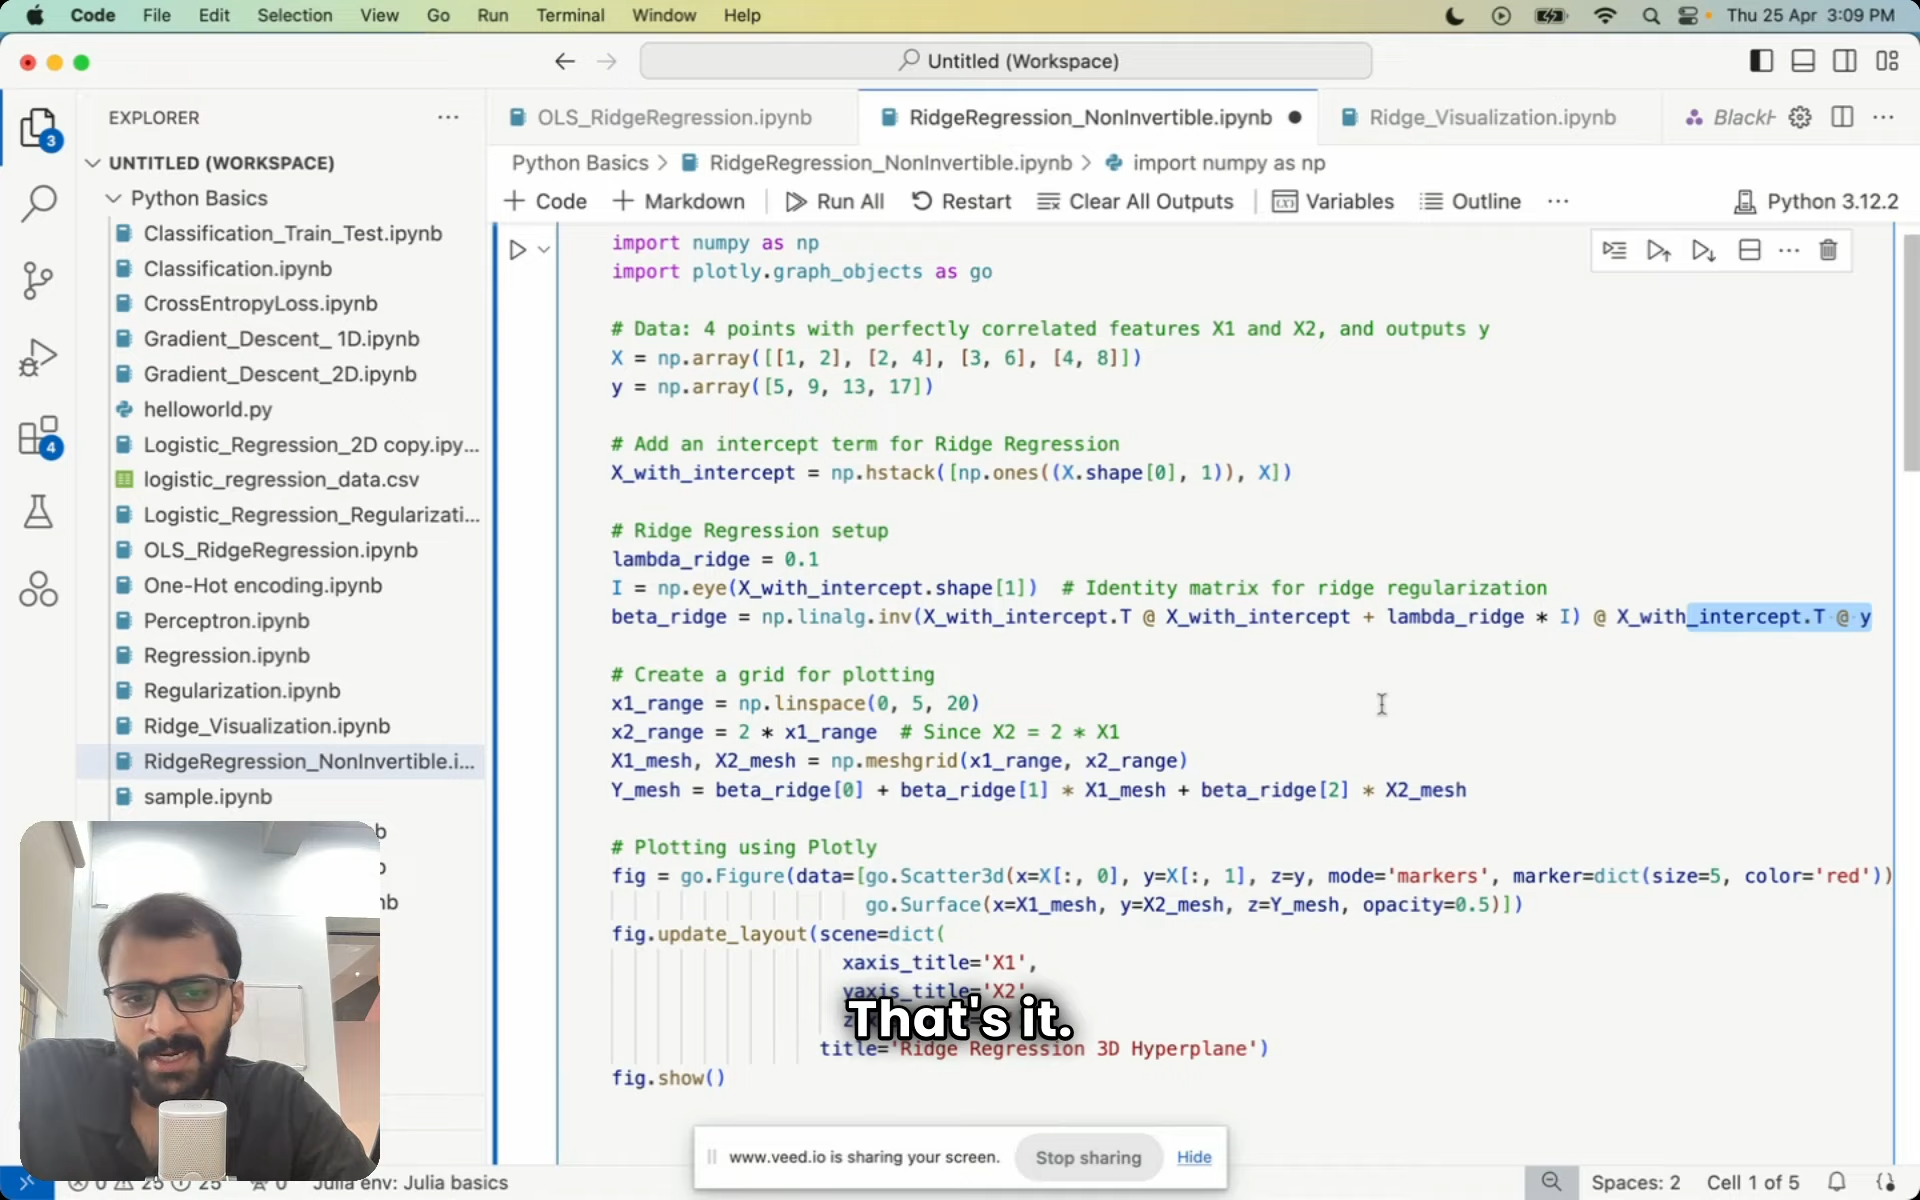 Code File Edit Selection View Go Run Terminal Window Help Thu 25 Apr 3:09 PM
Untitled (Workspace)
EXPLORER
UNTITLED (WORKSPACE)
Python Basics
Classification_Train_Test.ipynb
Classification.ipynb
CrossEntropyLoss.ipynb
Gradient_Descent_ 1D.ipynb
Gradient_Descent_2D.ipynb
helloworld.py
Logistic_Regression_2D copy.ipy...
logistic_regression_data.csv
Logistic_Regression_Regularizati...
OLS_RidgeRegression.ipynb
One-Hot encoding.ipynb
Perceptron.ipynb
Regression.ipynb
Regularization.ipynb
Ridge_Visualization.ipynb
RidgeRegression_NonInvertible.i...
sample.ipynb
3
4
OLS_RidgeRegression.ipynb RidgeRegression_NonInvertible.ipynb Ridge_Visualization.ipynb
Python Basics > RidgeRegression_NonInvertible.ipynb > import numpy as np
+ Code + Markdown Run All Restart Clear All Outputs Variables Outline ... Python 3.12.2
import numpy as np
import plotly.graph_objects as go
# Data: 4 points with perfectly correlated features X1 and X2, and outputs y
X = np.array([[1, 2], [2, 4], [3, 6], [4, 8]])
y = np.array([5, 9, 13, 17])
# Add an intercept term for Ridge Regression
X_with_intercept = np.hstack([np.ones((X.shape[0], 1)), X])
# Ridge Regression setup
lambda_ridge = 0.1
I = np.eye(X_with_intercept.shape[1])  # Identity matrix for ridge regularization
beta_ridge = np.linalg.inv(X_with_intercept.T @ X_with_intercept + lambda_ridge * I) @ X_with_intercept.T @ y
# Create a grid for plotting
x1_range = np.linspace(0, 5, 20)
x2_range = 2 * x1_range  # Since X2 = 2 * X1
X1_mesh, X2_mesh = np.meshgrid(x1_range, x2_range)
Y_mesh = beta_ridge[0] + beta_ridge[1] * X1_mesh + beta_ridge[2] * X2_mesh
# Plotting using Plotly
fig = go.Figure(data=[go.Scatter3d(x=X[:, 0], y=X[:, 1], z=y, mode='markers', marker=dict(size=5, color='red'))
go.Surface(x=X1_mesh, y=X2_mesh, z=Y_mesh, opacity=0.5)])
fig.update_layout(scene=dict(
xaxis_title='X1',
yaxis_title='X2'
That's it.
title='Ridge Regression 3D Hyperplane')
fig.show()
www.veed.io is sharing your screen. Stop sharing Hide
0 25 25 0 Julia env: Julia basics Spaces: 2 Cell 1 of 5